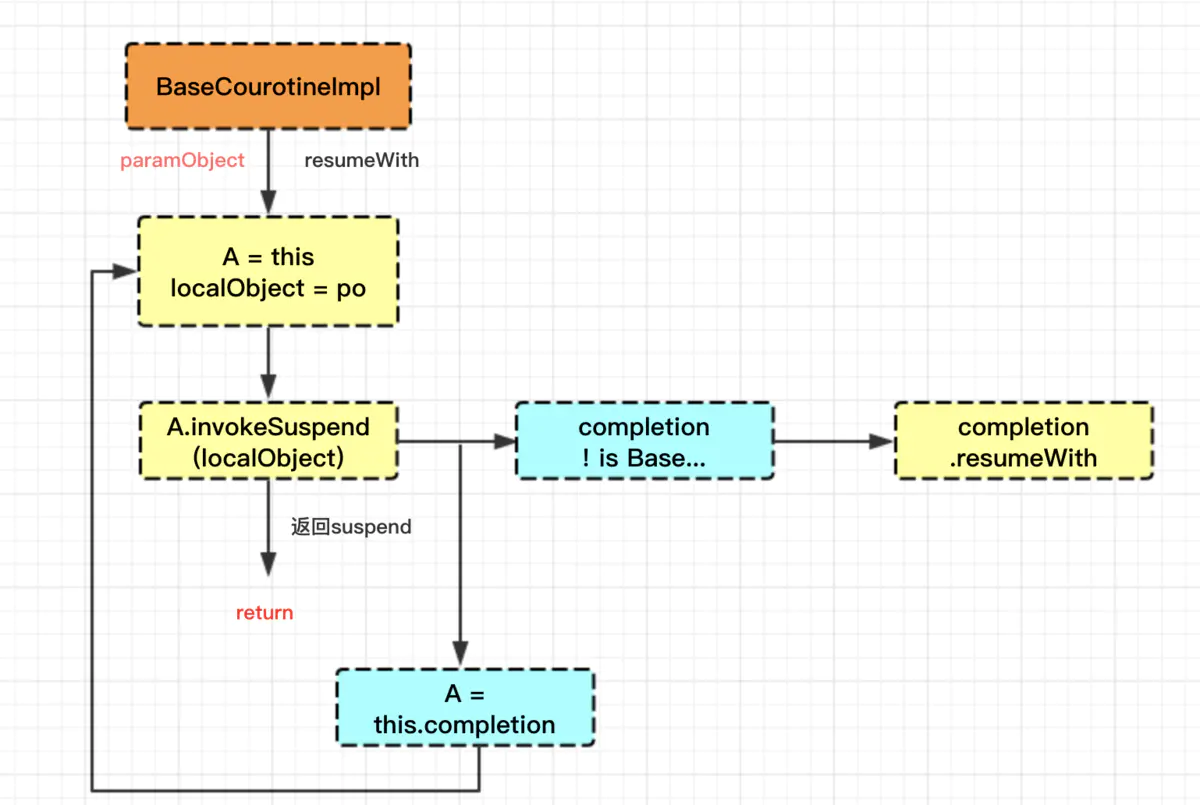 BaseCourotineImpl
paramObject
resumeWith
A = this
localObject = po
A.invokeSuspend
(localObject)
completion
! is Base...
completion
.resumeWith
返回suspend
return
A =
this.completion